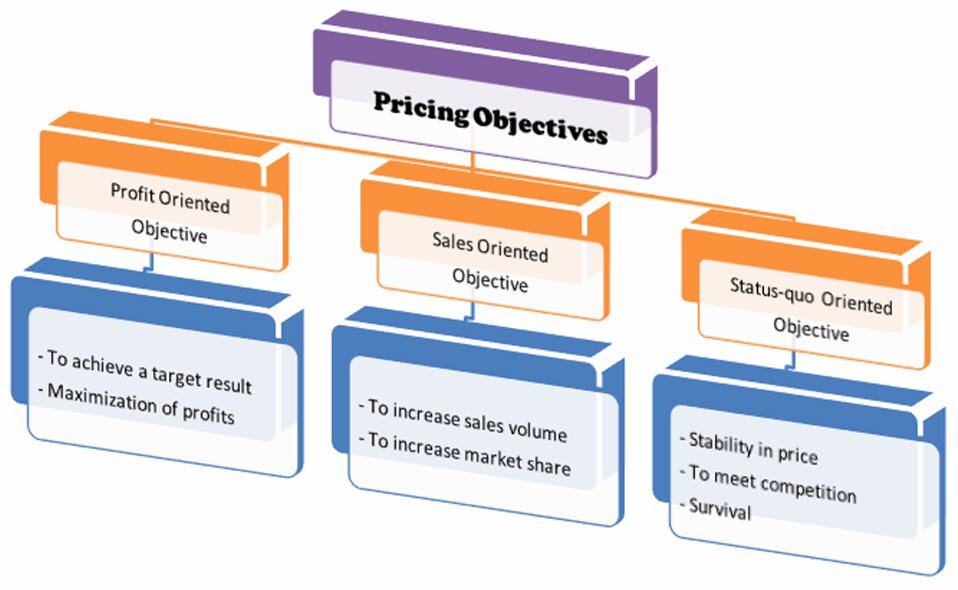 Pricing Objectives
Profit Oriented
Objective
- To achieve a target result
- Maximization of profits
Sales Oriented
Objective
- To increase sales volume
- To increase market share
Status-quo Oriented
Objective
- Stability in price
- To meet competition
- Survival